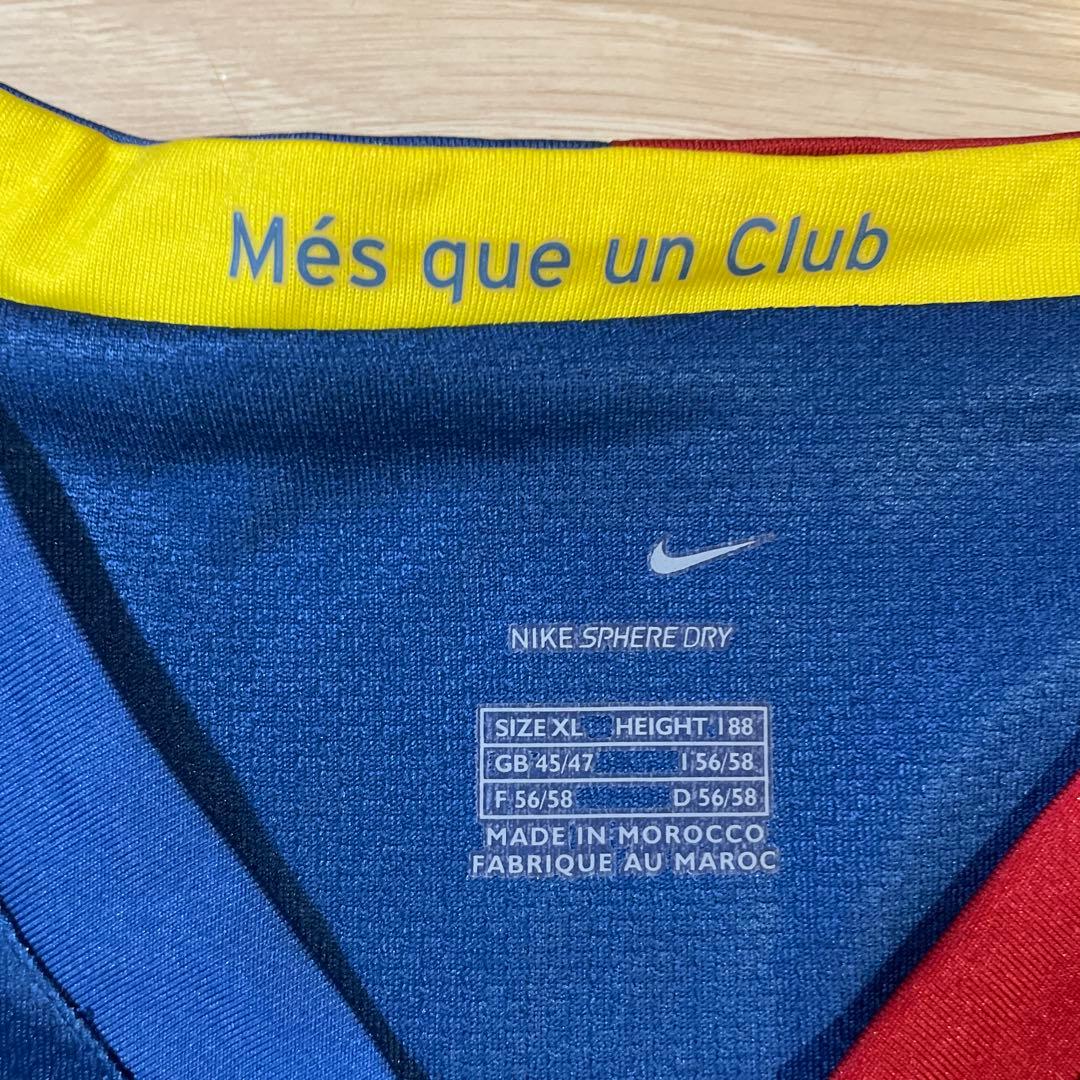 Més que un Club
NIKE SPHERE DRY
SIZE XL HEIGHT 188
GB 45/47 I 56/58
F 56/58 D 56/58
MADE IN MOROCCO
FABRIQUE AU MAROC